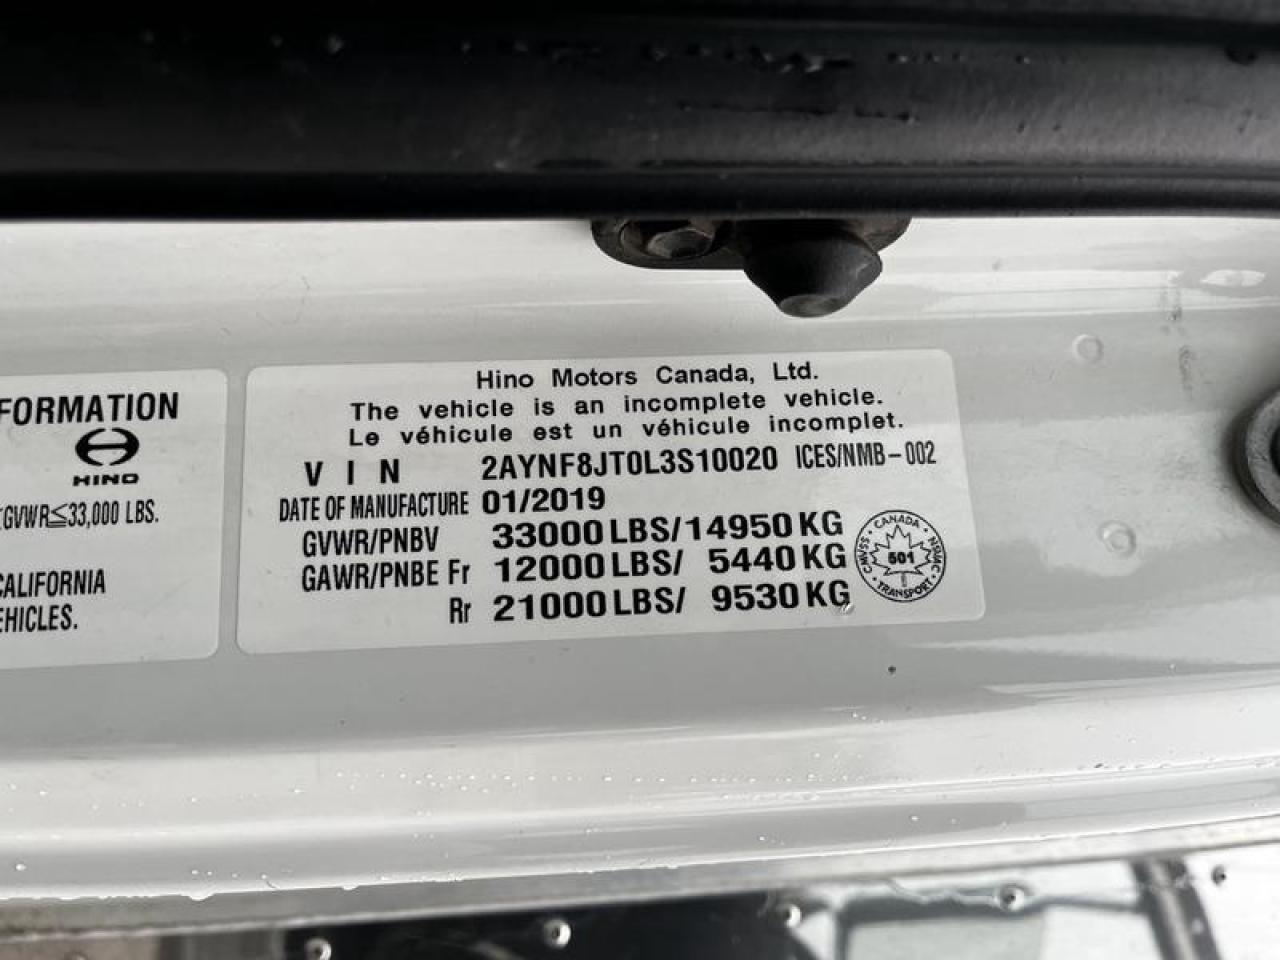 FORMATION
HINO
GVWR≦33,000 LBS.
CALIFORNIA
EHICLES.
Hino Motors Canada, Ltd.
The vehicle is an incomplete vehicle.
Le véhicule est un véhicule incomplet.
V I N 2AYNF8JT0L3S10020 ICES/NMB-002
DATE OF MANUFACTURE 01/2019
GVWR/PNBV 33000 LBS/14950 KG
GAWR/PNBE Fr 12000 LBS/ 5440 KG
Rr 21000 LBS/ 9530 KG
CANADA
CMVSS 501 NSVAC
TRANSPORT